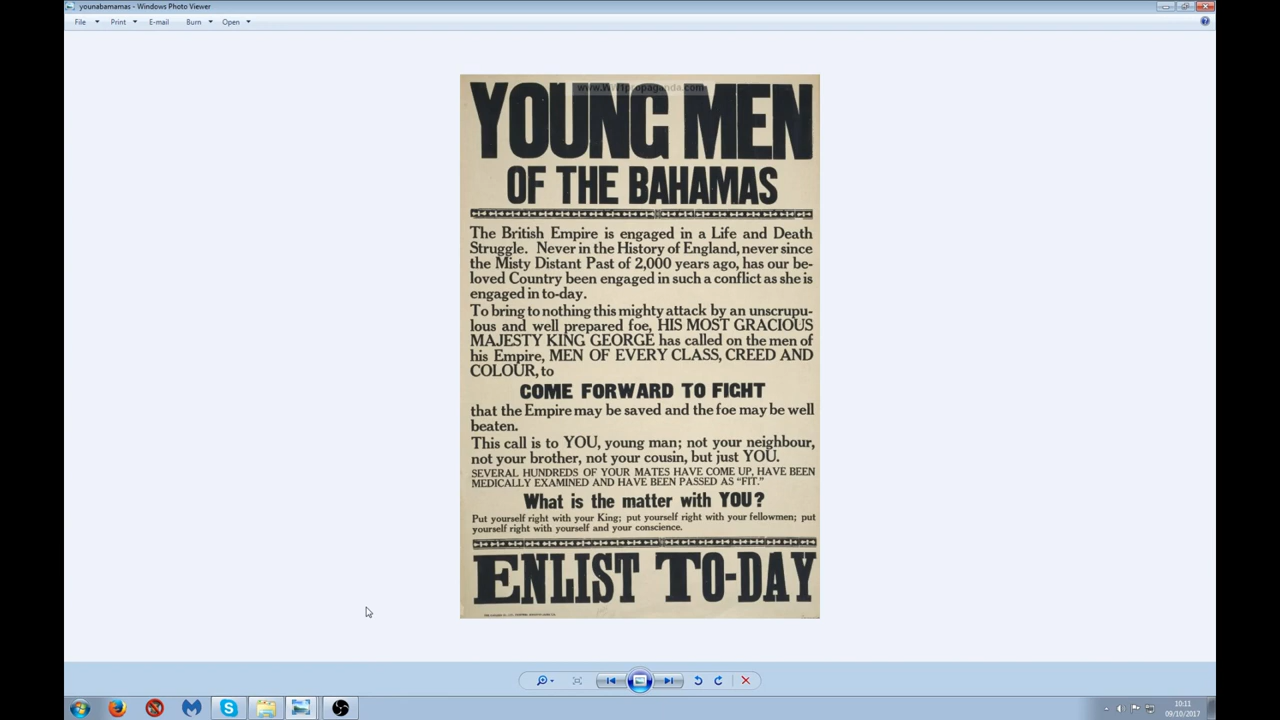 younabamamas - Windows Photo Viewer
File Print E-mail Burn Open
www.WW1propaganda.com
YOUNG MEN
OF THE BAHAMAS
The British Empire is engaged in a Life and Death
Struggle. Never in the History of England, never since
the Misty Distant Past of 2,000 years ago, has our be-
loved Country been engaged in such a conflict as she is
engaged in to-day.
To bring to nothing this mighty attack by an unscrupu-
lous and well prepared foe, HIS MOST GRACIOUS
MAJESTY KING GEORGE has called on the men of
his Empire, MEN OF EVERY CLASS, CREED AND
COLOUR, to
COME FORWARD TO FIGHT
that the Empire may be saved and the foe may be well
beaten.
This call is to YOU, young man; not your neighbour,
not your brother, not your cousin, but just YOU.
SEVERAL HUNDREDS OF YOUR MATES HAVE COME UP, HAVE BEEN
MEDICALLY EXAMINED AND HAVE BEEN PASSED AS "FIT."
What is the matter with YOU?
Put yourself right with your King; put yourself right with your fellowmen; put
yourself right with yourself and your conscience.
ENLIST TO-DAY
10:11
09/10/2017